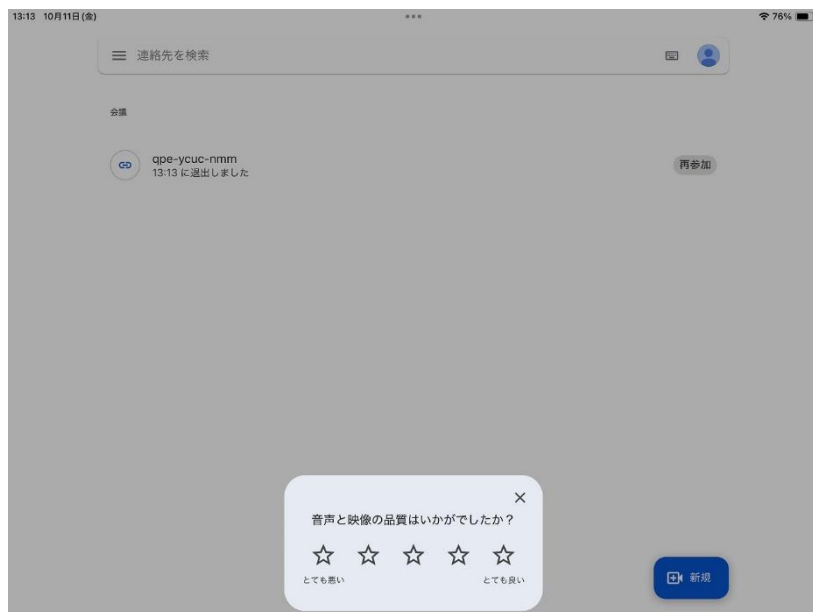 13:13 10月11日(金)
76%
連絡先を検索
会議
qpe-ycuc-nmm
13:13 に退出しました
再参加
音声と映像の品質はいかがでしたか？
とても悪い
とても良い
新規